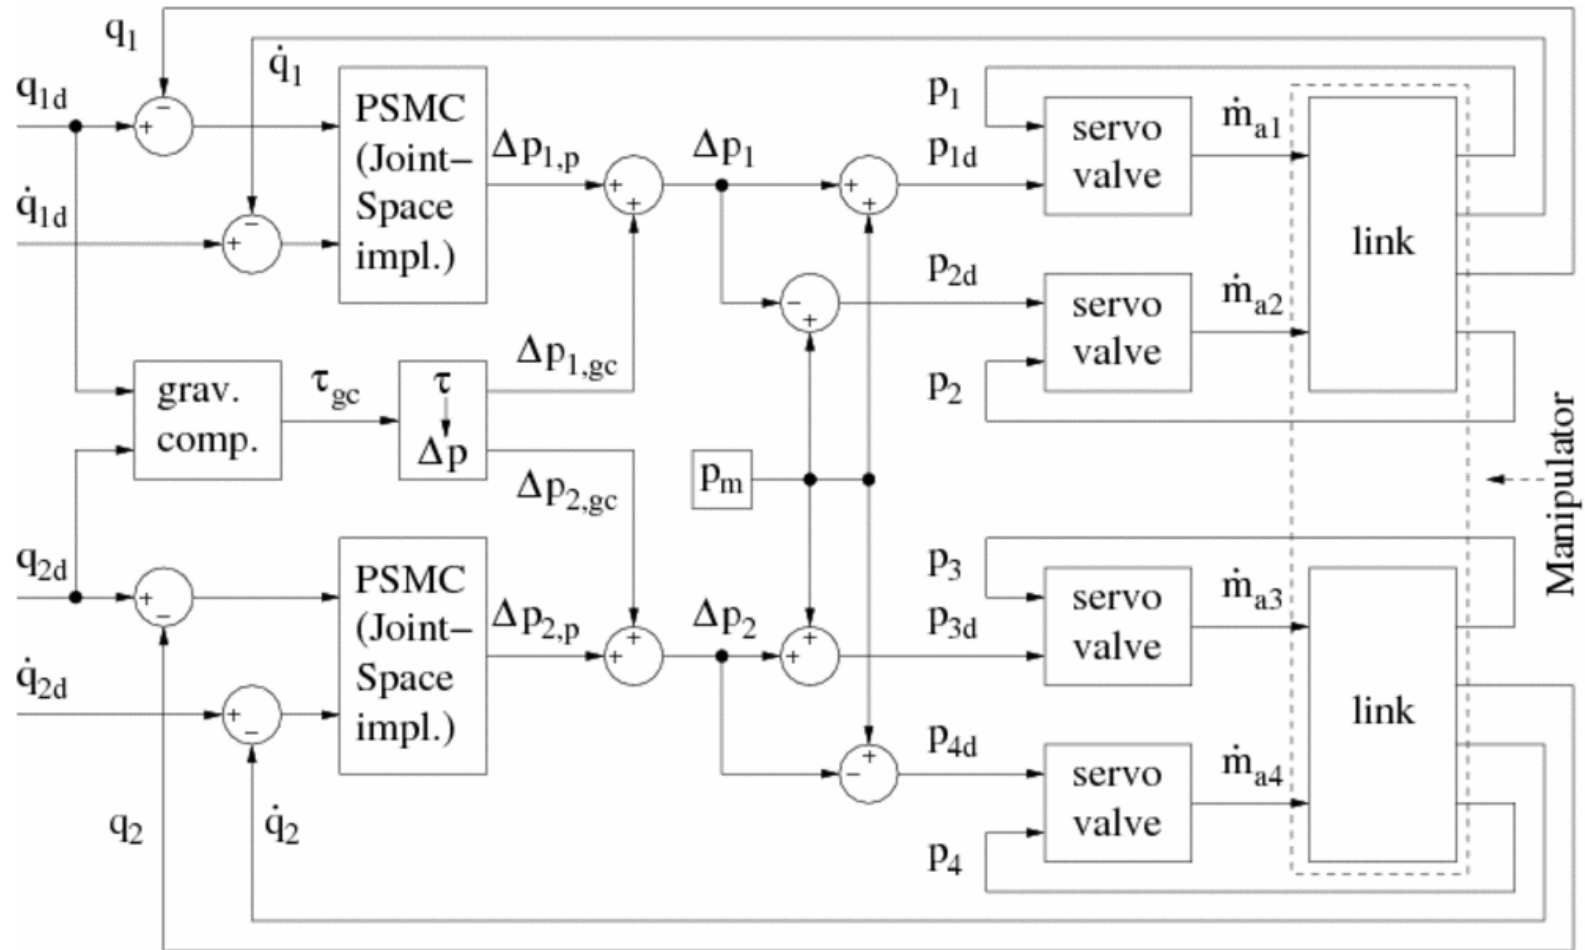 q1
q̇1
q1d
q̇1d
PSMC
(Joint–
Space
impl.)
Δp1,p
Δp1
p1
p1d
servo
valve
ṁa1
p2d
servo
valve
ṁa2
p2
link
grav.
comp.
τgc
τ
Δp
Δp1,gc
Δp2,gc
pm
Manipulator
q2d
q̇2d
PSMC
(Joint–
Space
impl.)
Δp2,p
Δp2
p3
p3d
servo
valve
ṁa3
p4d
servo
valve
ṁa4
p4
link
q2
q̇2